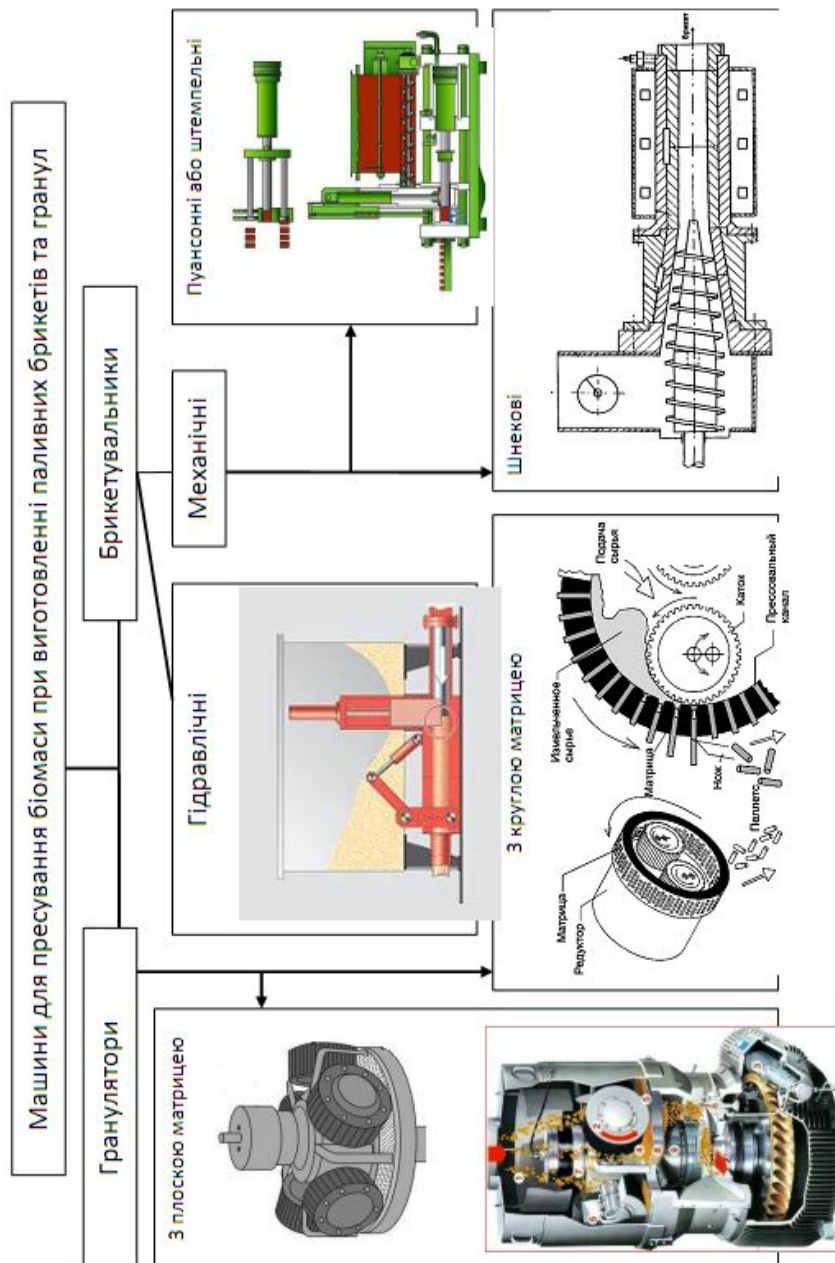 Машини для пресування біомаси при виготовленні паливних брикетів та гранул
Гранулятори
Брикетувальники
Гідравлічні
Механічні
З плоскою матрицею
З круглою матрицею
Матрица
Редуктор
Измельченное
сырье
Матрица
Нож
Пеллетс
Подача
сырья
Каток
Прессовальный
канал
Пуансонні або штемпельні
Шнекові
брикет